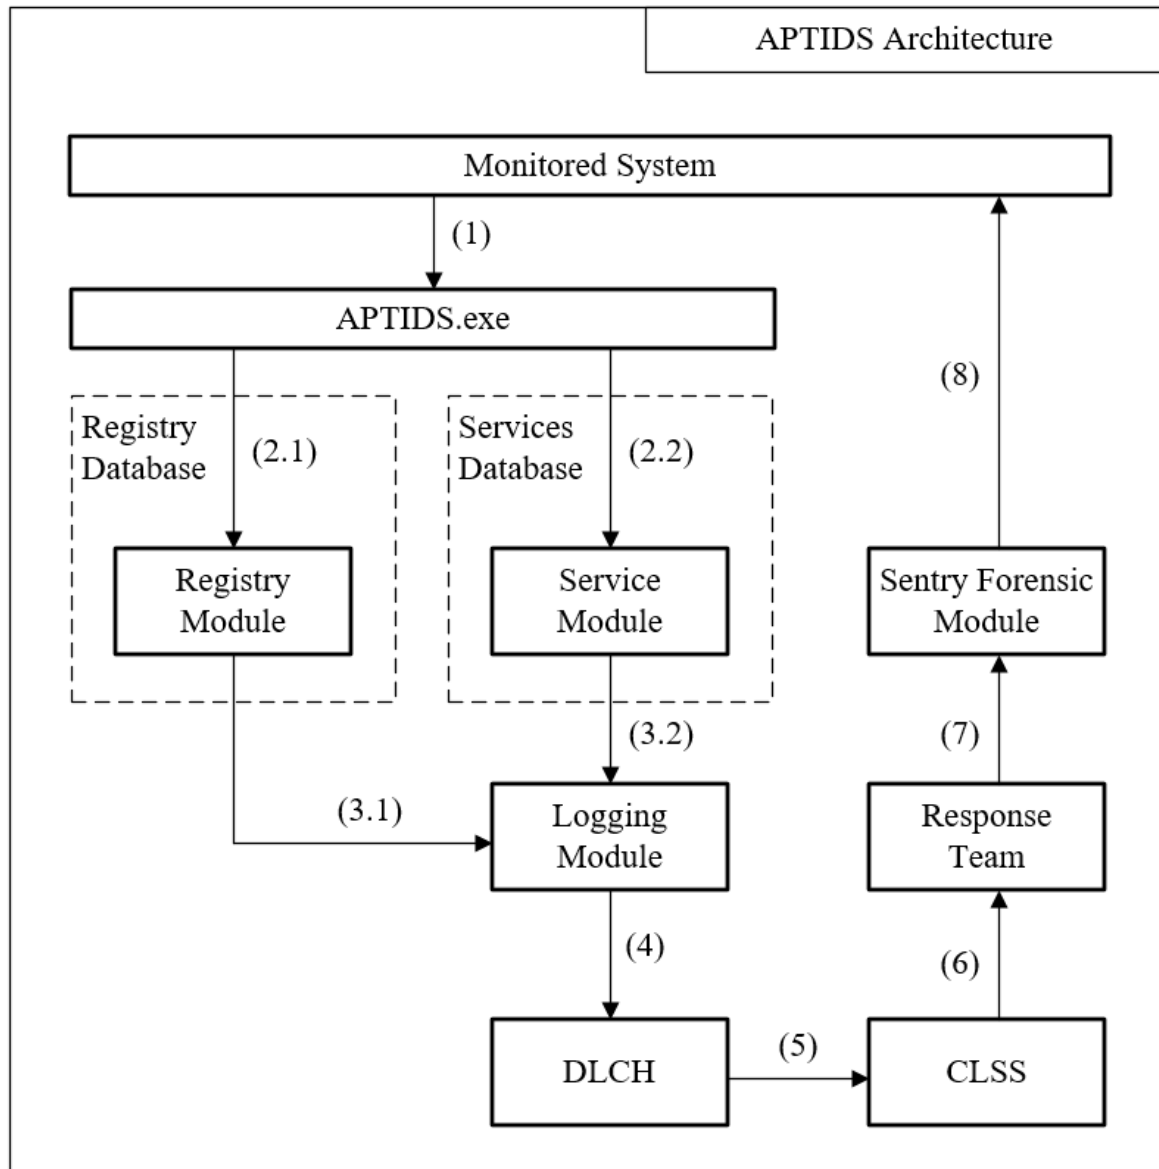 APTIDS Architecture
Monitored System
(1)
APTIDS.exe
(8)
Registry
Database
(2.1)
Services
Database
(2.2)
Registry
Module
Service
Module
Sentry Forensic
Module
(3.2)
(7)
(3.1)
Logging
Module
Response
Team
(4)
(6)
DLCH
(5)
CLSS